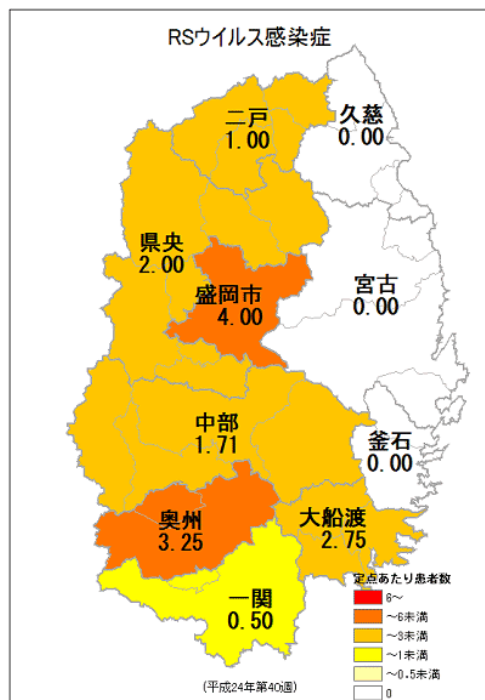 RSウイルス感染症
二戸
1.00
久慈
0.00
県央
2.00
盛岡市
4.00
宮古
0.00
中部
1.71
釜石
0.00
奥州
3.25
大船渡
2.75
一関
0.50
定点あたり患者数
6～
～6未満
～3未満
～1未満
～0.5未満
0
(平成24年第40週)